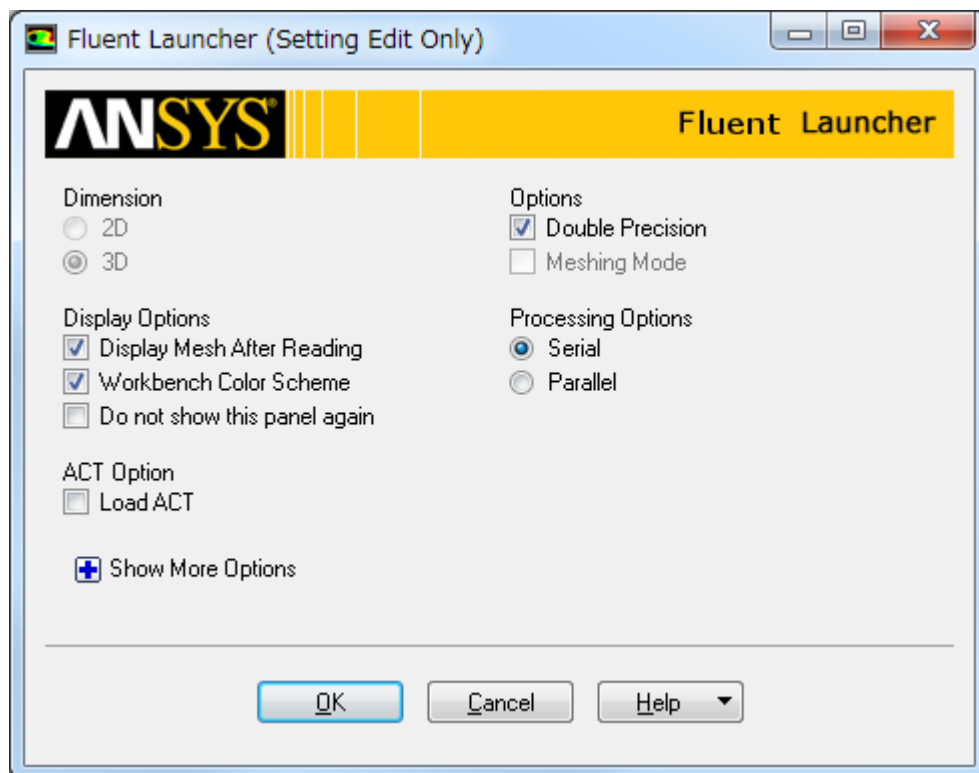 Fluent Launcher (Setting Edit Only)
ANSYS®
Fluent Launcher
Dimension
2D
3D
Options
Double Precision
Meshing Mode
Display Options
Display Mesh After Reading
Workbench Color Scheme
Do not show this panel again
Processing Options
Serial
Parallel
ACT Option
Load ACT
Show More Options
OK
Cancel
Help